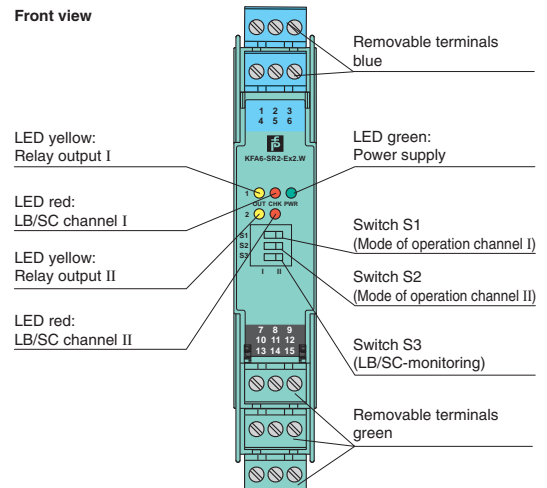 Front view
Removable terminals
blue
1 2 3
4 5 6
LED yellow:
Relay output I
LED green:
Power supply
KFA6-SR2-Ex2.W
1
OUT CHK PWR
2
LED red:
LB/SC channel I
S1
S2
S3
I II
Switch S1
(Mode of operation channel I)
LED yellow:
Relay output II
Switch S2
(Mode of operation channel II)
LED red:
LB/SC channel II
7 8 9
10 11 12
13 14 15
Switch S3
(LB/SC-monitoring)
Removable terminals
green